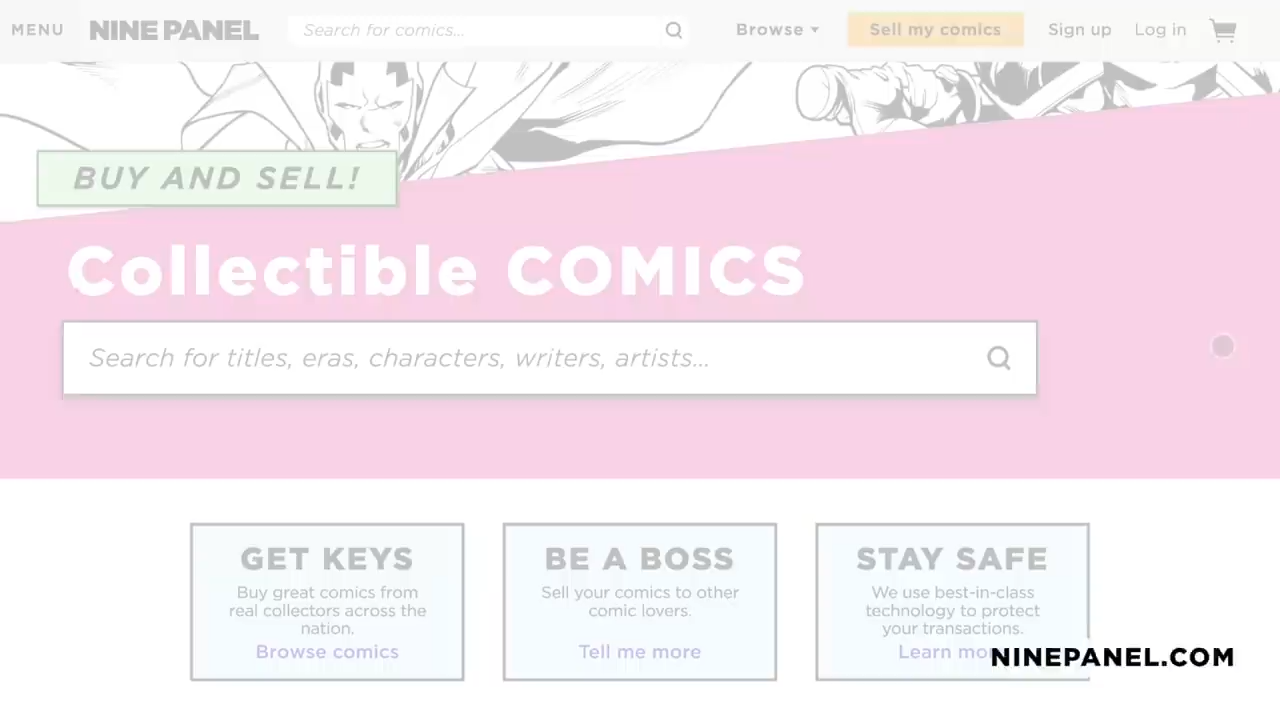 MENU NINE PANEL Search for comics... Browse Sell my comics Sign up Log in
BUY AND SELL!
Collectible COMICS
Search for titles, eras, characters, writers, artists...
GET KEYS
Buy great comics from
real collectors across the
nation.
Browse comics
BE A BOSS
Sell your comics to other
comic lovers.
Tell me more
STAY SAFE
We use best-in-class
technology to protect
your transactions.
Learn more
NINEPANEL.COM